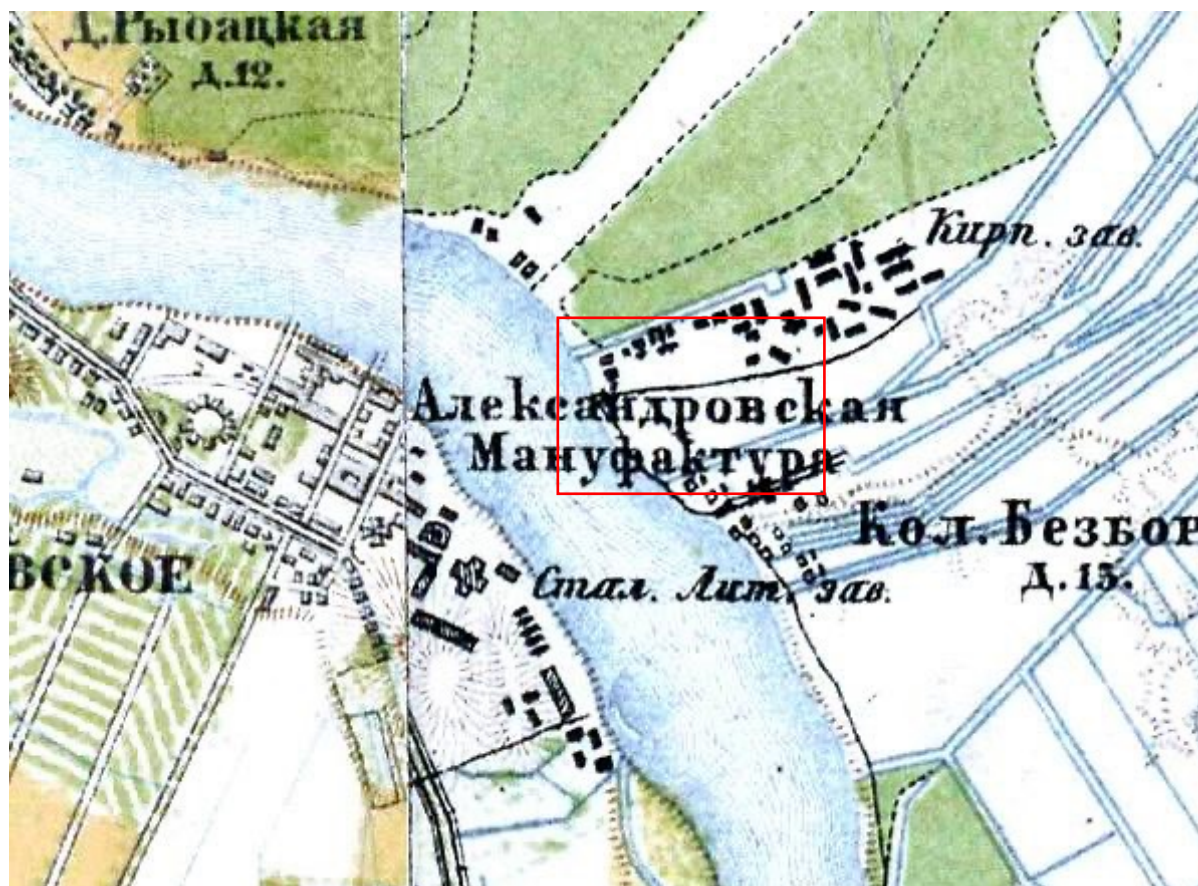 Д. Рыбацкая
Д. 12.
Кирп. зав.
Александровская
Мануфактура
Кол. Безбор
Д. 15.
Стал. Лит. зав.
вское